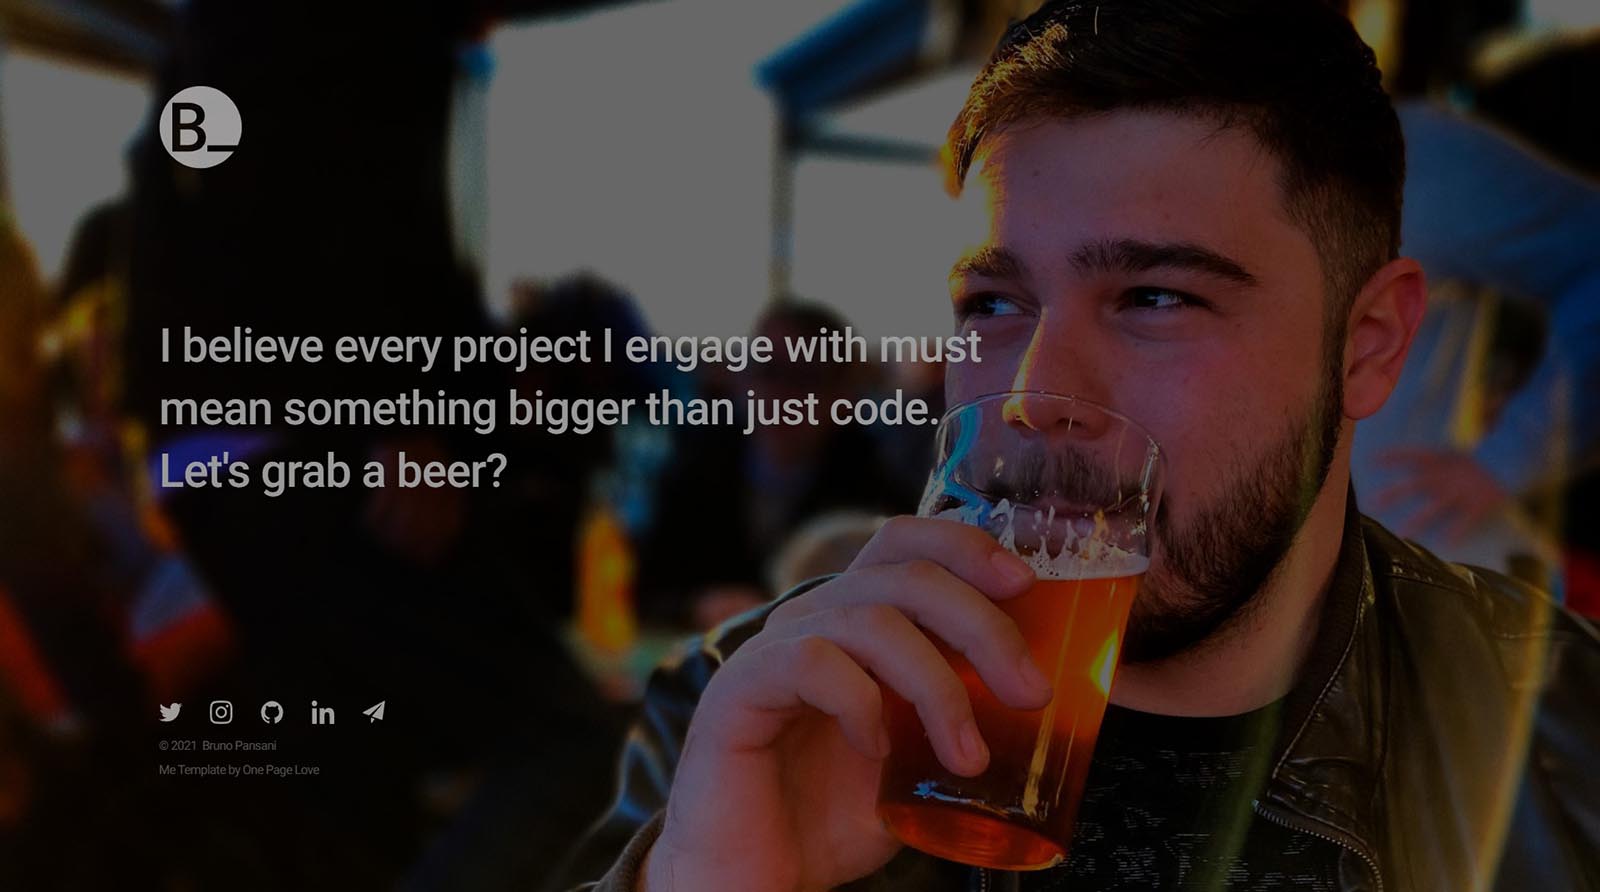 B_
I believe every project I engage with must
mean something bigger than just code.
Let's grab a beer?
in
© 2021 Bruno Pansani
Me Template by One Page Love